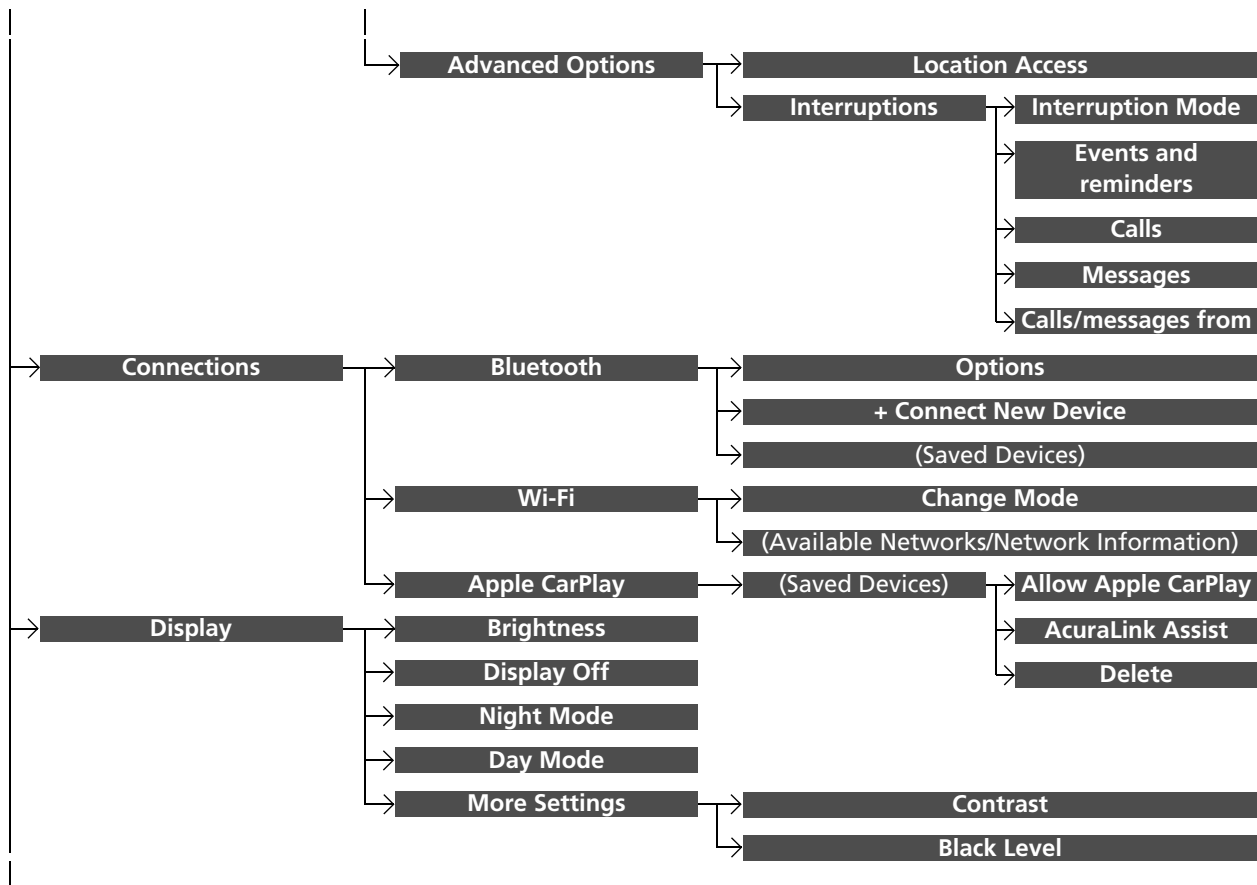 Advanced Options
Location Access
Interruptions
Interruption Mode
Events and
reminders
Calls
Messages
Calls/messages from
Connections
Bluetooth
Options
+ Connect New Device
(Saved Devices)
Wi-Fi
Change Mode
(Available Networks/Network Information)
Apple CarPlay
(Saved Devices)
Allow Apple CarPlay
AcuraLink Assist
Delete
Display
Brightness
Display Off
Night Mode
Day Mode
More Settings
Contrast
Black Level